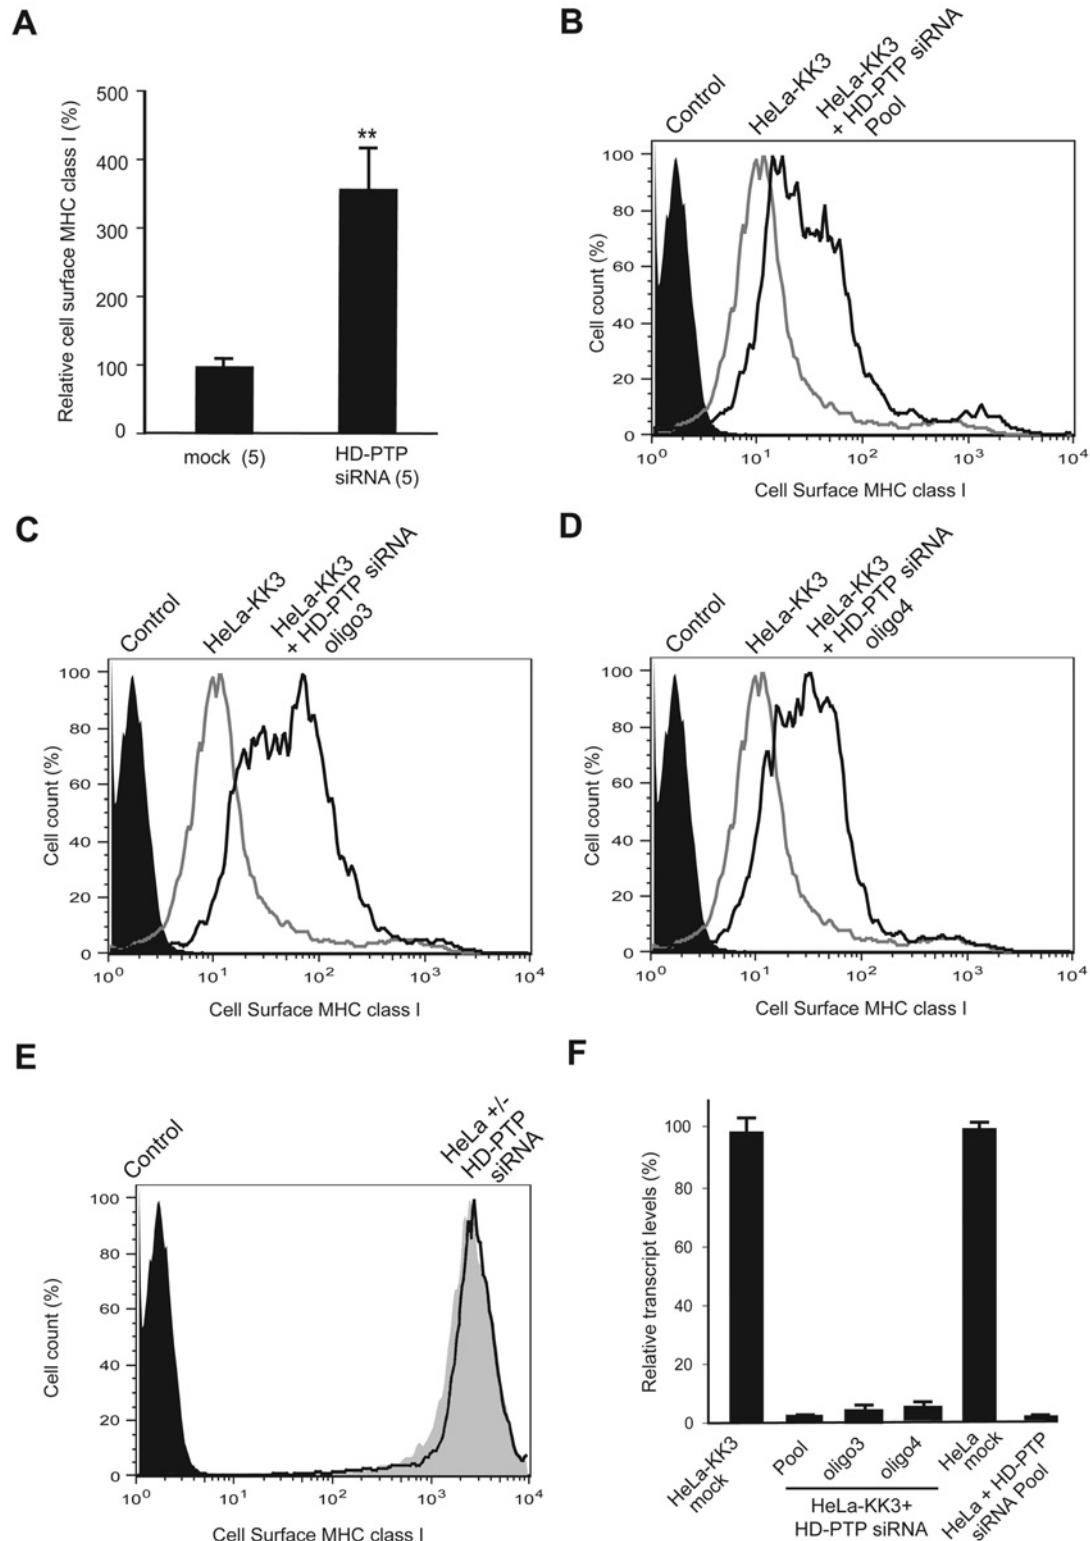 A
Relative cell surface MHC class I (%)
500
400
300
200
100
0
**
mock (5)
HD-PTP
siRNA (5)
B
Control
HeLa-KK3
HeLa-KK3
+ HD-PTP siRNA
Pool
Cell count (%)
100
80
60
40
20
0
10⁰
10¹
10²
10³
10⁴
Cell Surface MHC class I
C
Control
HeLa-KK3
HeLa-KK3
+ HD-PTP siRNA
oligo3
Cell count (%)
100
80
60
40
20
0
10⁰
10¹
10²
10³
10⁴
Cell Surface MHC class I
D
Control
HeLa-KK3
HeLa-KK3
+ HD-PTP siRNA
oligo4
Cell count (%)
100
80
60
40
20
0
10⁰
10¹
10²
10³
10⁴
Cell Surface MHC class I
E
Control
HeLa +/-
HD-PTP
siRNA
Cell count (%)
100
80
60
40
20
0
10⁰
10¹
10²
10³
10⁴
Cell Surface MHC class I
F
Relative transcript levels (%)
100
80
60
40
20
0
HeLa-KK3
mock
Pool
oligo3
oligo4
HeLa-KK3+
HD-PTP siRNA
HeLa
mock
HeLa + HD-PTP
siRNA Pool